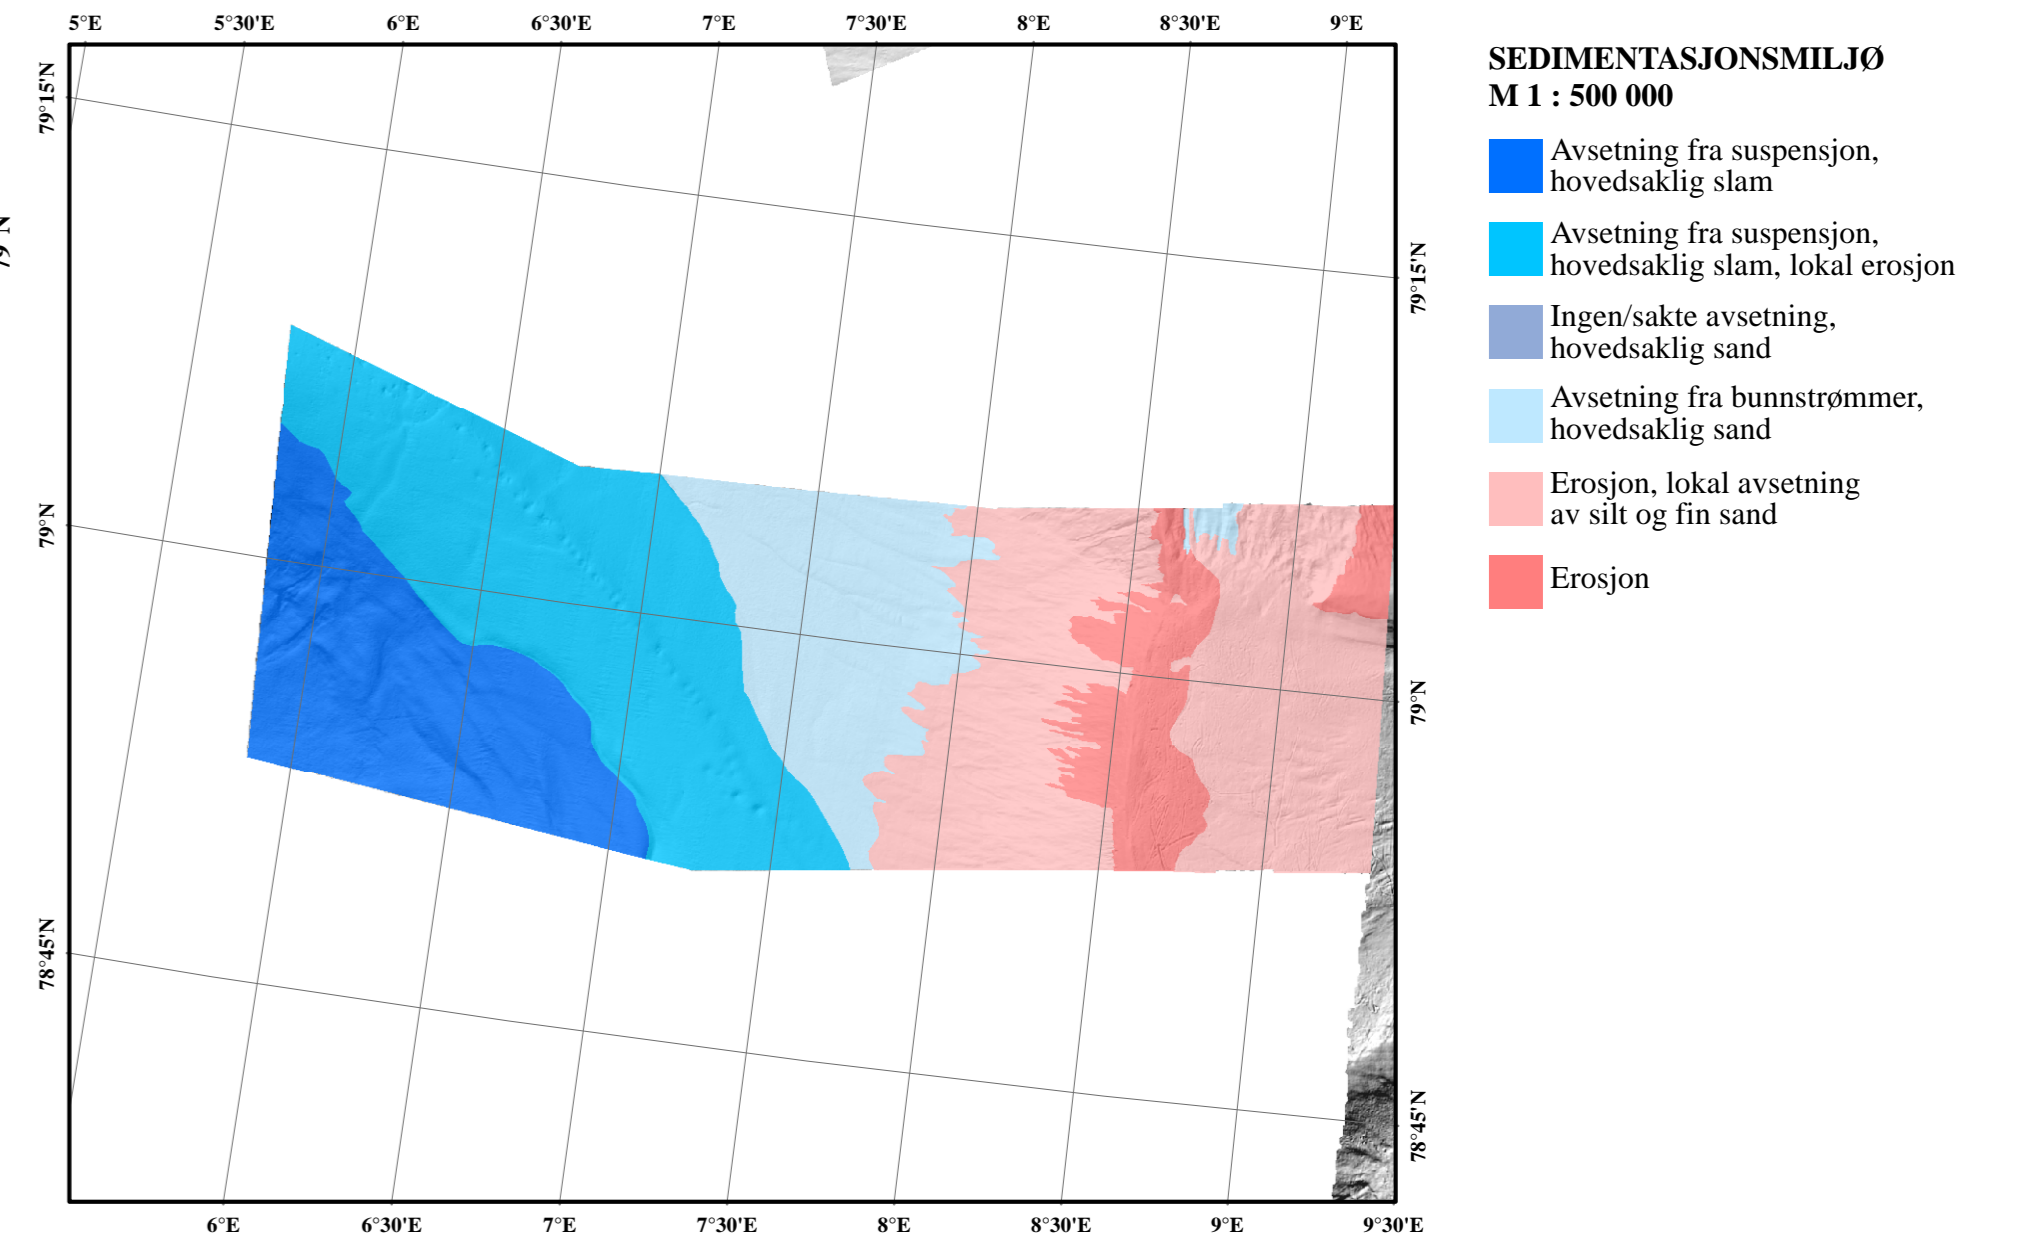 5°E 5°30'E 6°E 6°30'E 7°E 7°30'E 8°E 8°30'E 9°E
79°15'N
79°N
78°45'N
79°N
79°15'N
79°N
78°45'N
6°E 6°30'E 7°E 7°30'E 8°E 8°30'E 9°E 9°30'E
SEDIMENTASJONSMILJØ
M 1 : 500 000
Avsetning fra suspensjon,
hovedsaklig slam
Avsetning fra suspensjon,
hovedsaklig slam, lokal erosjon
Ingen/sakte avsetning,
hovedsaklig sand
Avsetning fra bunnstrømmer,
hovedsaklig sand
Erosjon, lokal avsetning
av silt og fin sand
Erosjon